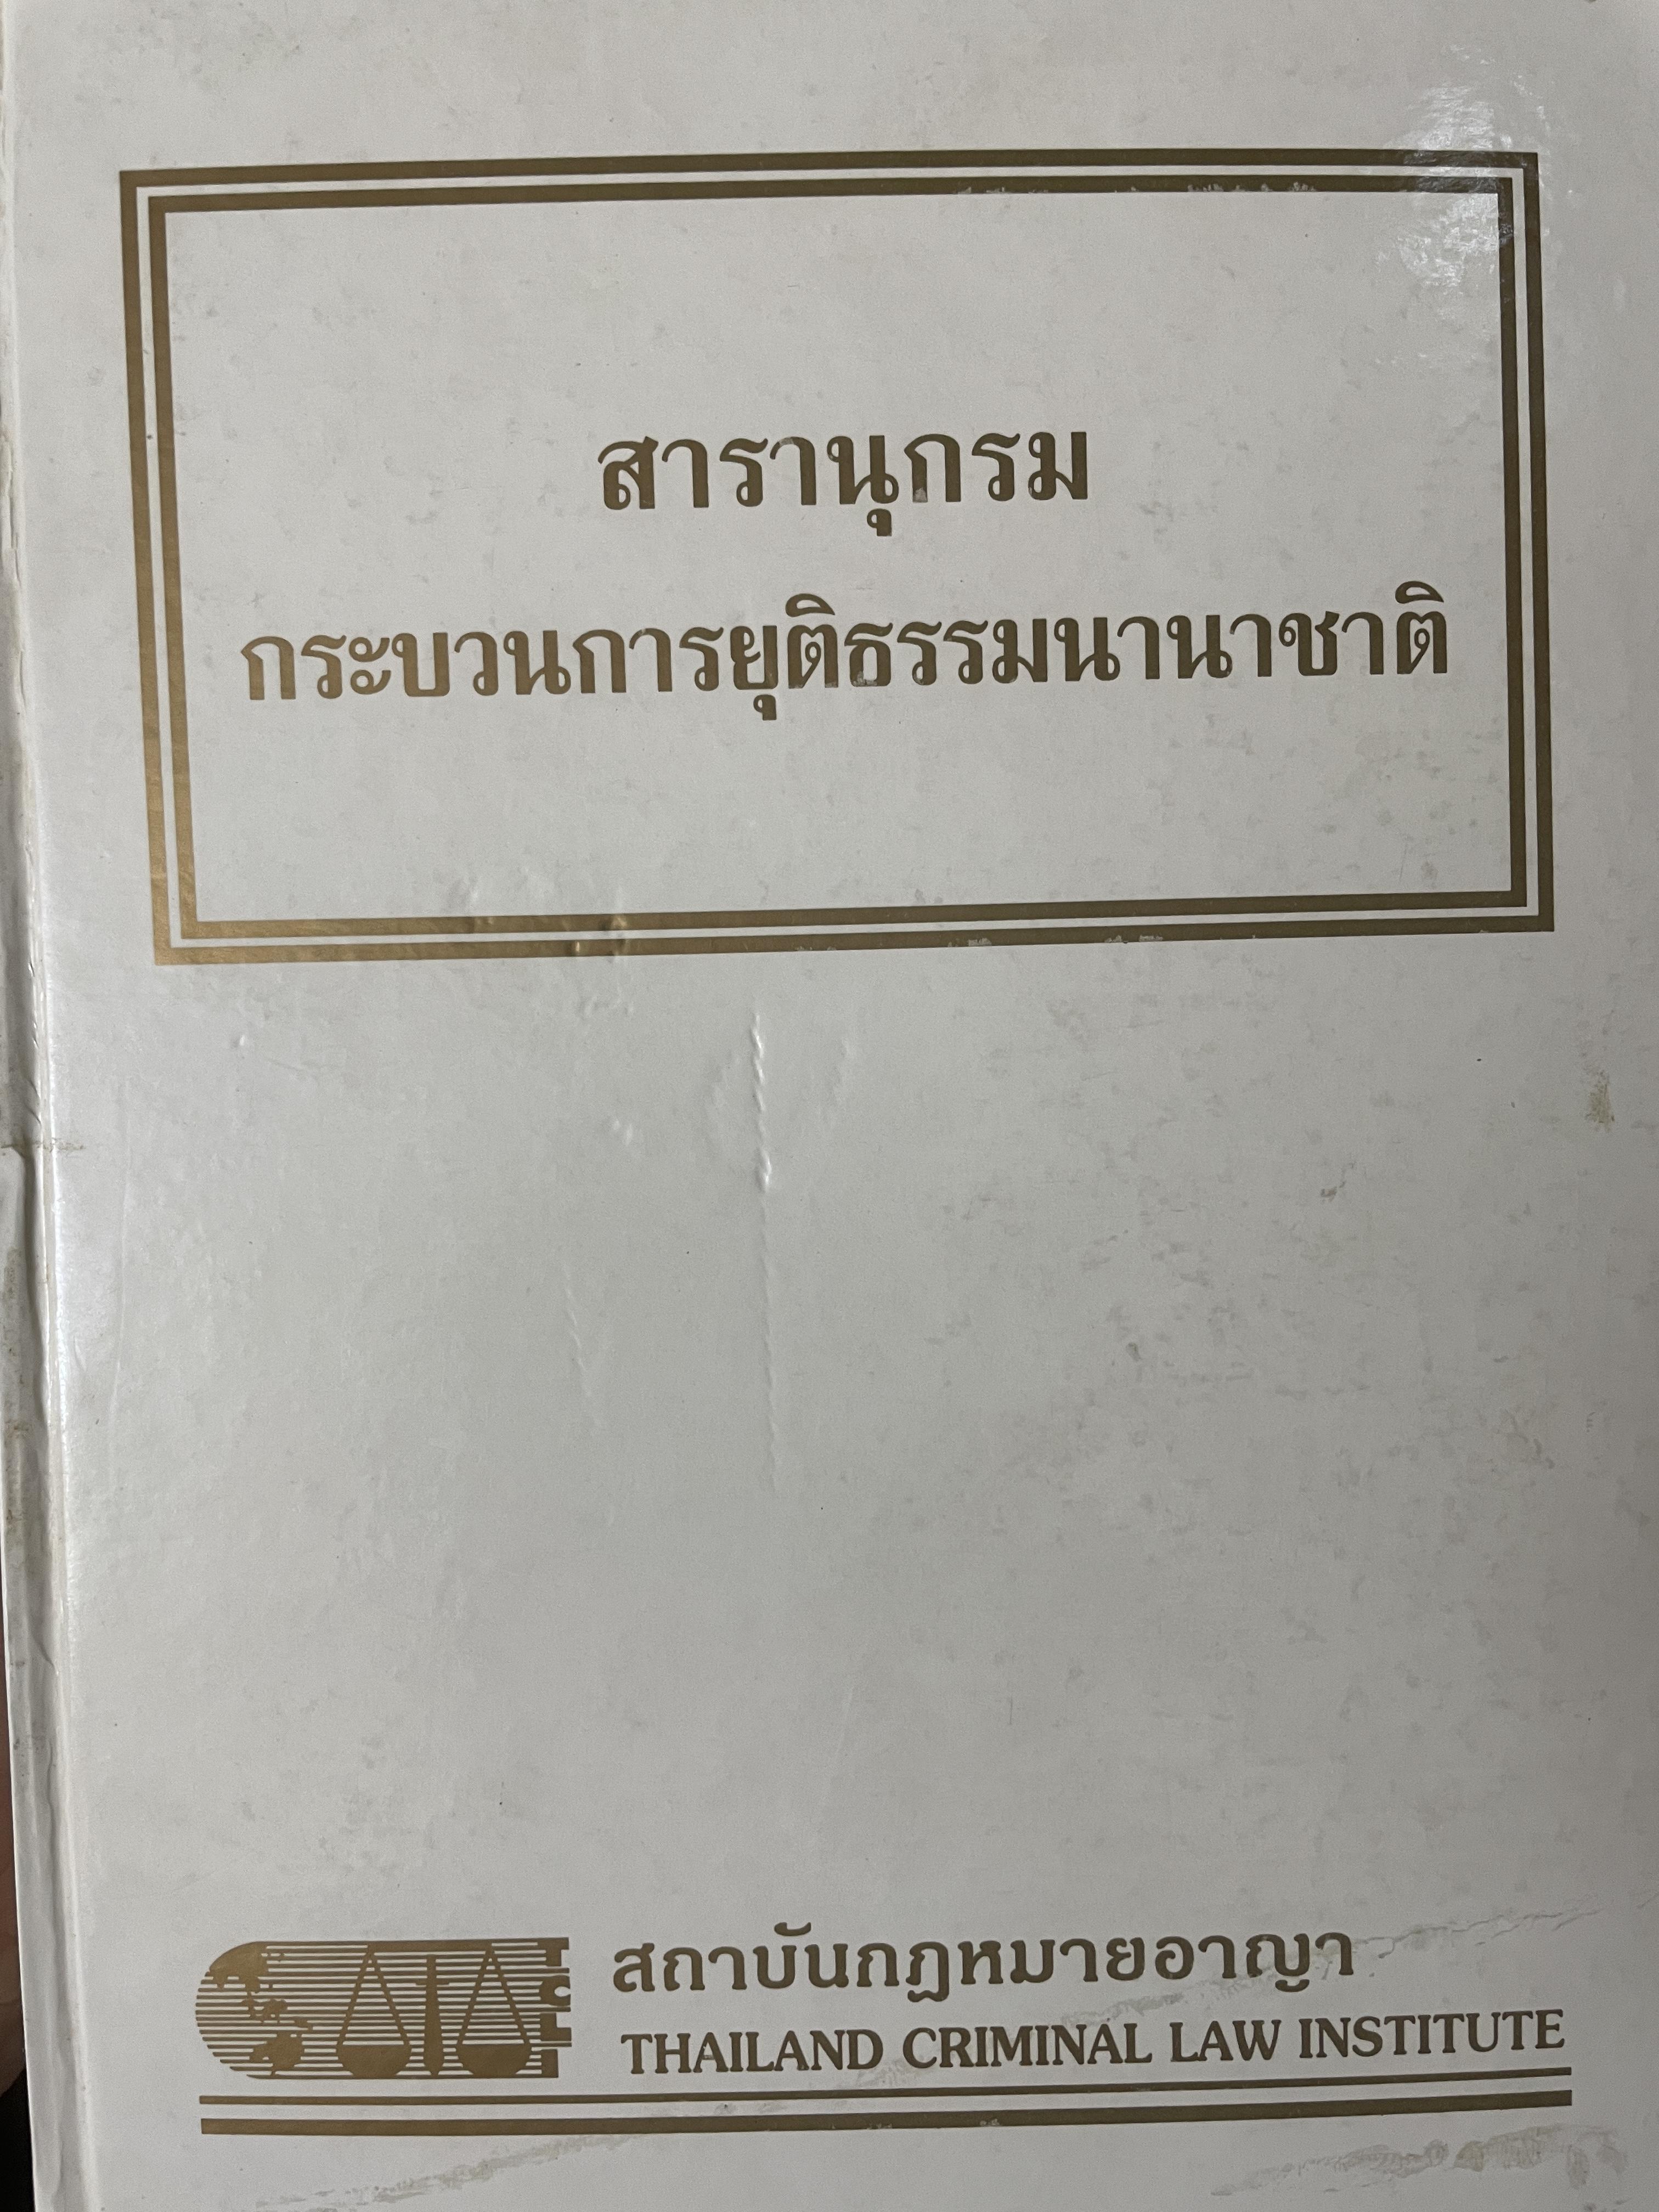 สารานุกรม
กระบวนการยุติธรรมนานาชาติ
TCLI
สถาบันกฎหมายอาญา
THAILAND CRIMINAL LAW INSTITUTE